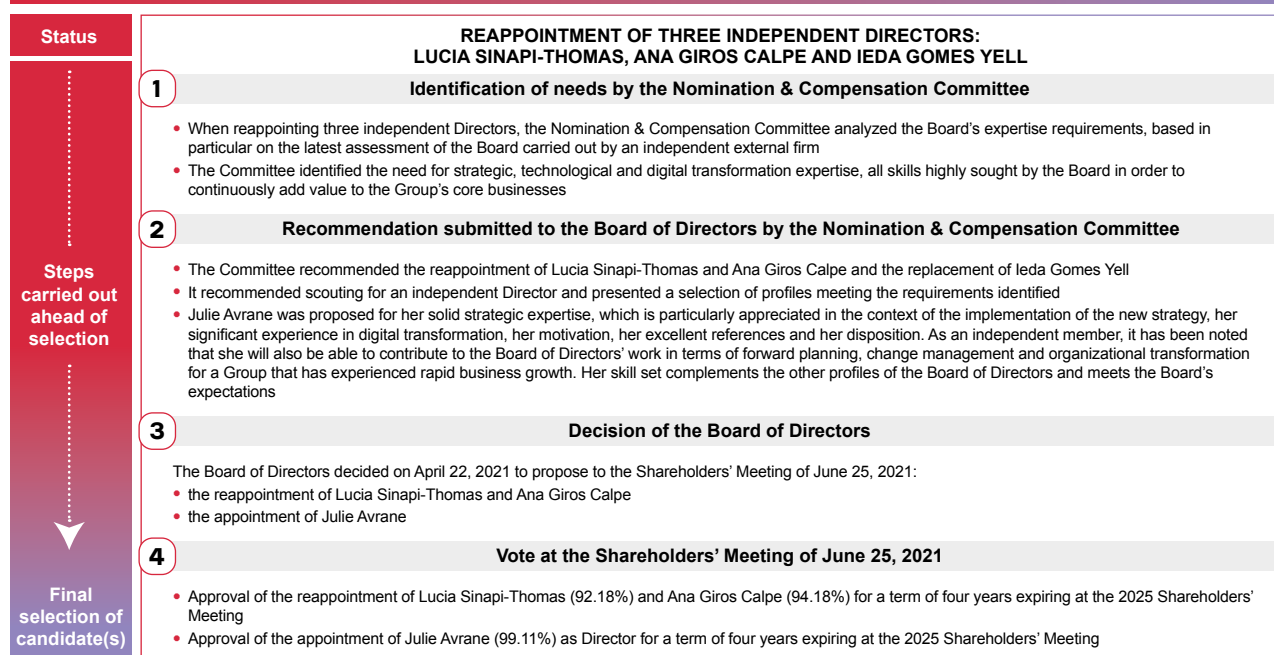 Status
REAPPOINTMENT OF THREE INDEPENDENT DIRECTORS:
LUCIA SINAPI-THOMAS, ANA GIROS CALPE AND IEDA GOMES YELL
1
Identification of needs by the Nomination & Compensation Committee
• When reappointing three independent Directors, the Nomination & Compensation Committee analyzed the Board's expertise requirements, based in
particular on the latest assessment of the Board carried out by an independent external firm
• The Committee identified the need for strategic, technological and digital transformation expertise, all skills highly sought by the Board in order to
continuously add value to the Group's core businesses
2
Recommendation submitted to the Board of Directors by the Nomination & Compensation Committee
Steps
carried out
ahead of
selection
• The Committee recommended the reappointment of Lucia Sinapi-Thomas and Ana Giros Calpe and the replacement of Ieda Gomes Yell
• It recommended scouting for an independent Director and presented a selection of profiles meeting the requirements identified
• Julie Avrane was proposed for her solid strategic expertise, which is particularly appreciated in the context of the implementation of the new strategy, her
significant experience in digital transformation, her motivation, her excellent references and her disposition. As an independent member, it has been noted
that she will also be able to contribute to the Board of Directors' work in terms of forward planning, change management and organizational transformation
for a Group that has experienced rapid business growth. Her skill set complements the other profiles of the Board of Directors and meets the Board's
expectations
3
Decision of the Board of Directors
The Board of Directors decided on April 22, 2021 to propose to the Shareholders' Meeting of June 25, 2021:
• the reappointment of Lucia Sinapi-Thomas and Ana Giros Calpe
• the appointment of Julie Avrane
4
Vote at the Shareholders' Meeting of June 25, 2021
Final
selection of
candidate(s)
• Approval of the reappointment of Lucia Sinapi-Thomas (92.18%) and Ana Giros Calpe (94.18%) for a term of four years expiring at the 2025 Shareholders'
Meeting
• Approval of the appointment of Julie Avrane (99.11%) as Director for a term of four years expiring at the 2025 Shareholders' Meeting